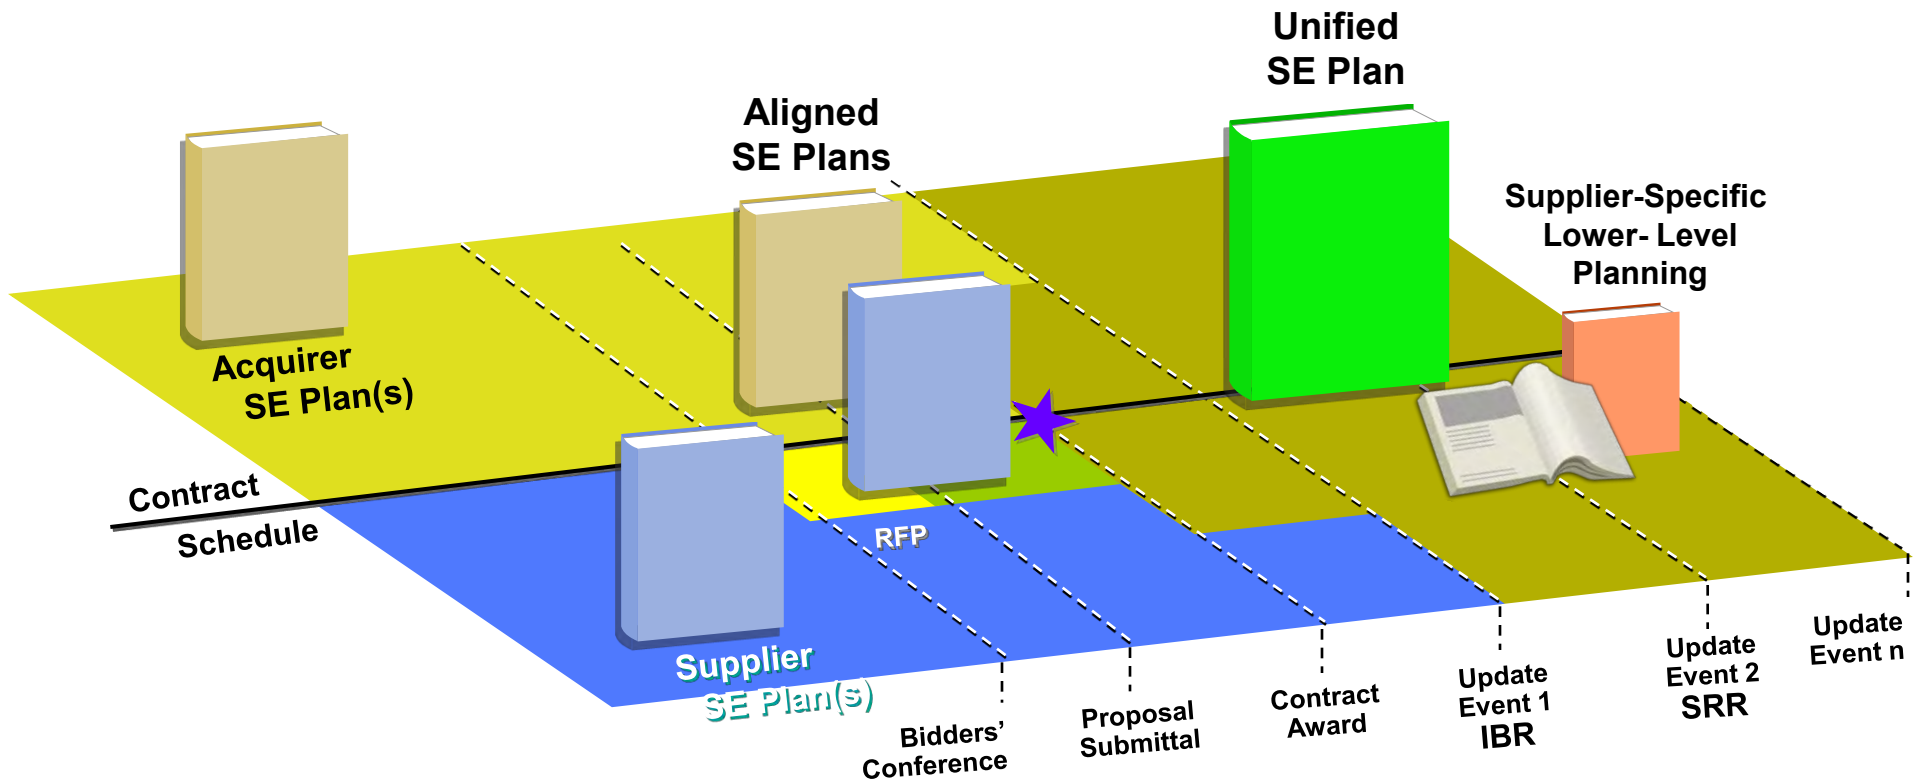 Unified
SE Plan
Aligned
SE Plans
Supplier-Specific
Lower- Level
Planning
Acquirer
SE Plan(s)
Contract
Schedule
RFP
Supplier
SE Plan(s)
Bidders’
Conference
Proposal
Submittal
Contract
Award
Update
Event 1
IBR
Update
Event 2
SRR
Update
Event n